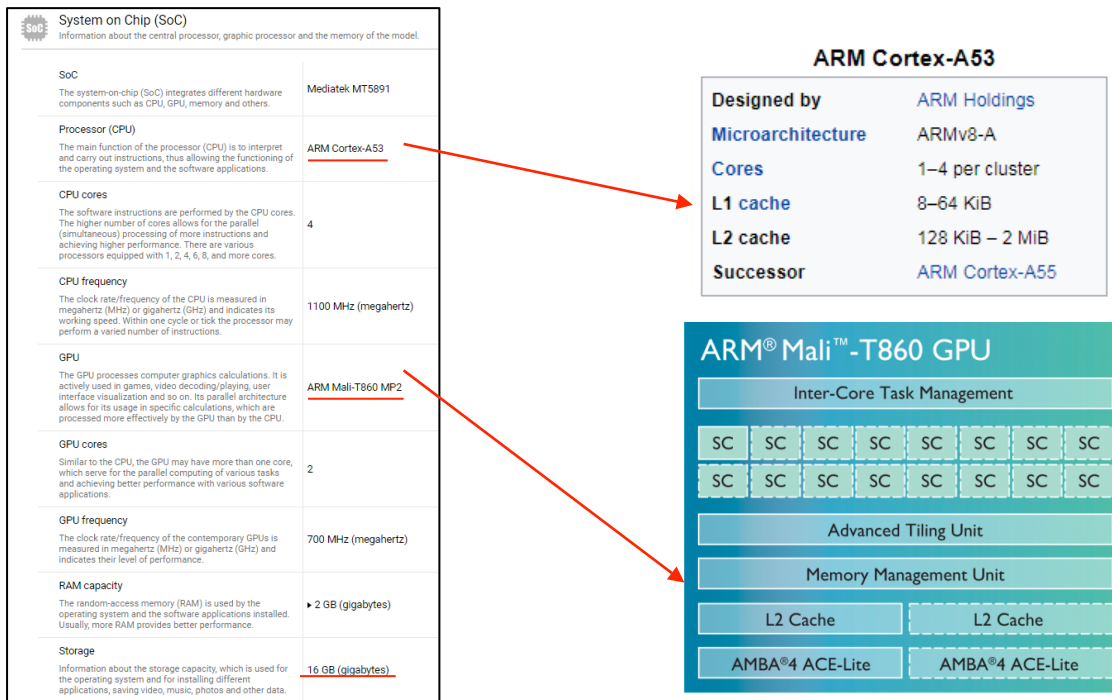 SoC
System on Chip (SoC)
Information about the central processor, graphic processor and the memory of the model.
SoC
The system-on-chip (SoC) integrates different hardware
components such as CPU, GPU, memory and others.
Mediatek MT5891
Processor (CPU)
The main function of the processor (CPU) is to interpret
and carry out instructions, thus allowing the functioning of
the operating system and the software applications.
ARM Cortex-A53
CPU cores
The software instructions are performed by the CPU cores.
The higher number of cores allows for the parallel
(simultaneous) processing of more instructions and
achieving higher performance. There are various
processors equipped with 1, 2, 4, 6, 8, and more cores.
4
CPU frequency
The clock rate/frequency of the CPU is measured in
megahertz (MHz) or gigahertz (GHz) and indicates its
working speed. Within one cycle or tick the processor may
perform a varied number of instructions.
1100 MHz (megahertz)
GPU
The GPU processes computer graphics calculations. It is
actively used in games, video decoding/playing, user
interface visualization and so on. Its parallel architecture
allows for its usage in specific calculations, which are
processed more effectively by the GPU than by the CPU.
ARM Mali-T860 MP2
GPU cores
Similar to the CPU, the GPU may have more than one core,
which serve for the parallel computing of various tasks
and achieving better performance with various software
applications.
2
GPU frequency
The clock rate/frequency of the contemporary GPUs is
measured in megahertz (MHz) or gigahertz (GHz) and
indicates their level of performance.
700 MHz (megahertz)
RAM capacity
The random-access memory (RAM) is used by the
operating system and the software applications installed.
Usually, more RAM provides better performance.
▸ 2 GB (gigabytes)
Storage
Information about the storage capacity, which is used for
the operating system and for installing different
applications, saving video, music, photos and other data.
16 GB (gigabytes)
ARM Cortex-A53
Designed by ARM Holdings
Microarchitecture ARMv8-A
Cores 1–4 per cluster
L1 cache 8–64 KiB
L2 cache 128 KiB – 2 MiB
Successor ARM Cortex-A55
ARM® Mali™-T860 GPU
Inter-Core Task Management
SC SC SC SC SC SC SC SC
SC SC SC SC SC SC SC SC
Advanced Tiling Unit
Memory Management Unit
L2 Cache L2 Cache
AMBA®4 ACE-Lite AMBA®4 ACE-Lite